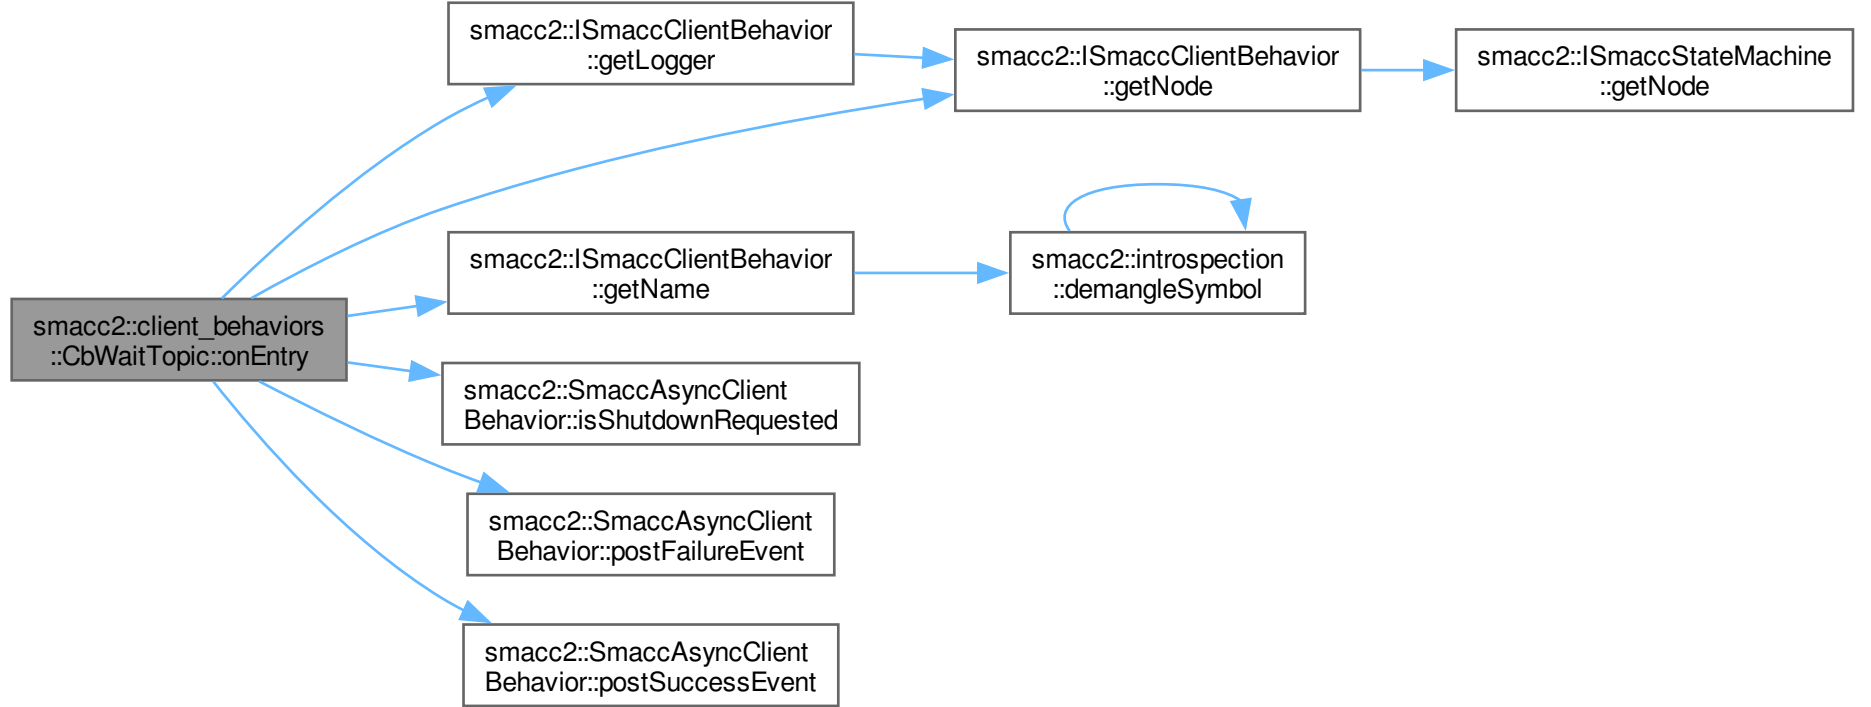 smacc2::client_behaviors
::CbWaitTopic::onEntry
smacc2::ISmaccClientBehavior
::getLogger
smacc2::ISmaccClientBehavior
::getNode
smacc2::ISmaccStateMachine
::getNode
smacc2::ISmaccClientBehavior
::getName
smacc2::introspection
::demangleSymbol
smacc2::SmaccAsyncClient
Behavior::isShutdownRequested
smacc2::SmaccAsyncClient
Behavior::postFailureEvent
smacc2::SmaccAsyncClient
Behavior::postSuccessEvent